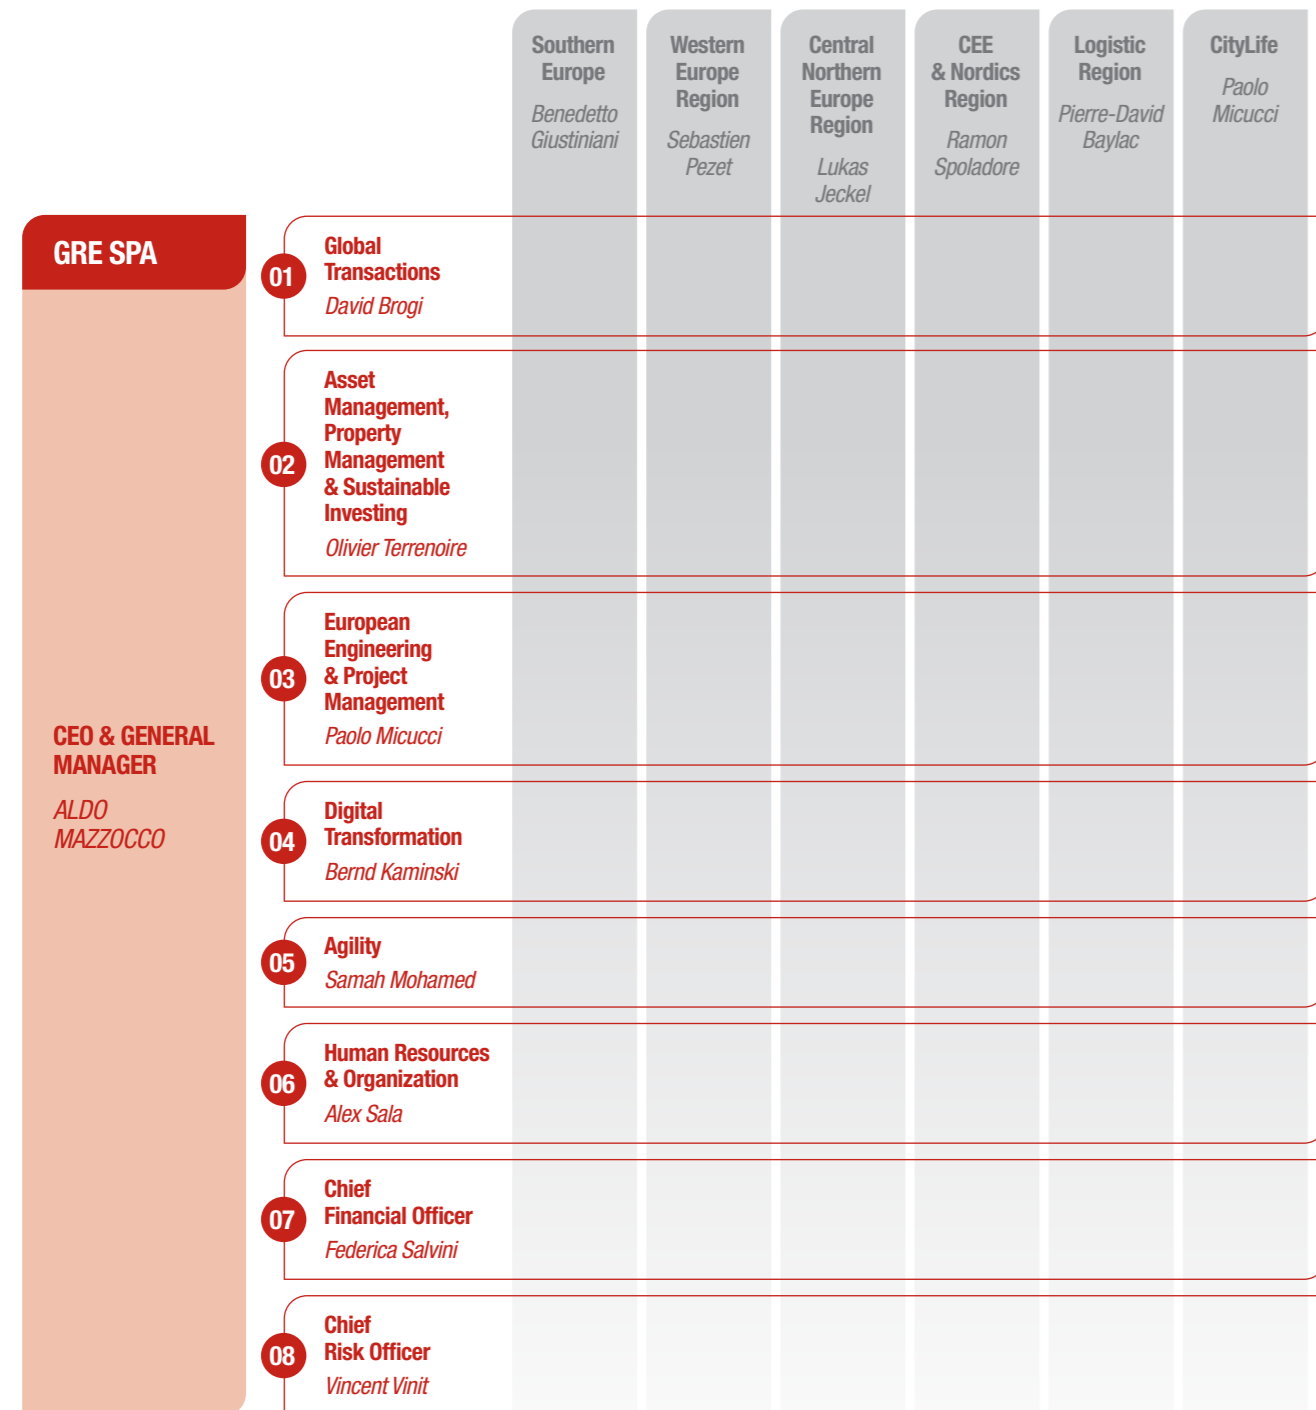 Southern
Europe
Benedetto
Giustiniani
Western
Europe
Region
Sebastien
Pezet
Central
Northern
Europe
Region
Lukas
Jeckel
CEE
& Nordics
Region
Ramon
Spoladore
Logistic
Region
Pierre-David
Baylac
CityLife
Paolo
Micucci
GRE SPA
CEO & GENERAL
MANAGER
ALDO
MAZZOCCO
01
Global
Transactions
David Brogi
02
Asset
Management,
Property
Management
& Sustainable
Investing
Olivier Terrenoire
03
European
Engineering
& Project
Management
Paolo Micucci
04
Digital
Transformation
Bernd Kaminski
05
Agility
Samah Mohamed
06
Human Resources
& Organization
Alex Sala
07
Chief
Financial Officer
Federica Salvini
08
Chief
Risk Officer
Vincent Vinit